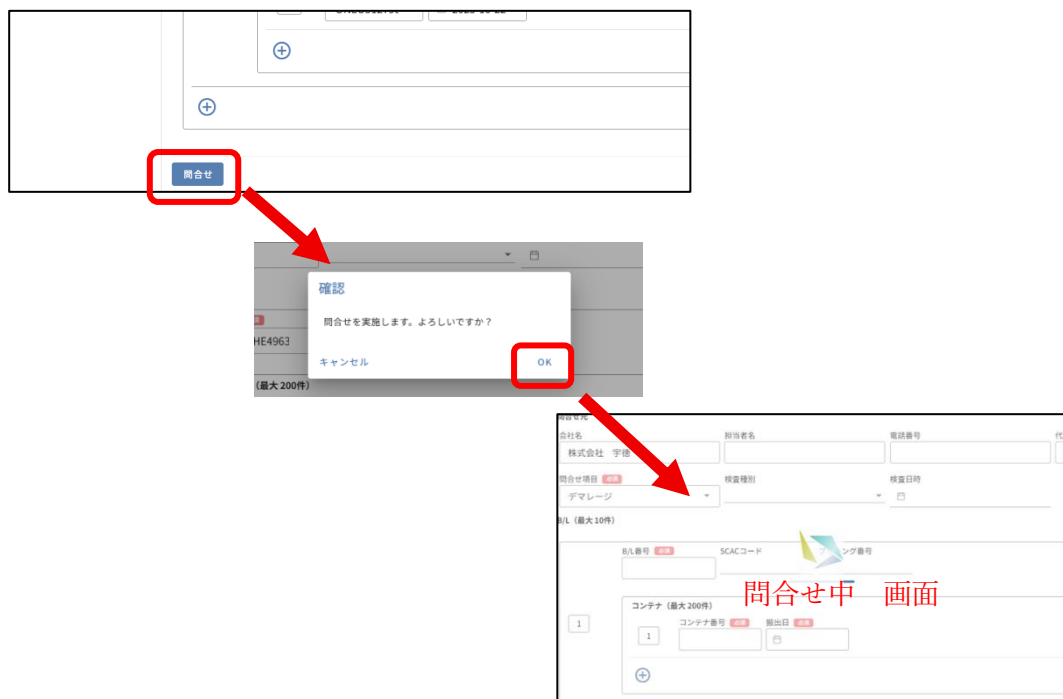 問合せ
確認
問合せを実施します。よろしいですか？
HE4963
キャンセル
OK
（最大 200件）
問合せ元
会社名
担当者名
電話番号
代
株式会社　宇徳
問合せ項目 必須
検査種別
検査日時
デマレージ
B/L（最大 10件）
B/L番号 必須
SCACコード
ング番号
問合せ中　画面
コンテナ（最大 200件）
1
コンテナ番号 必須
搬出日 必須
1